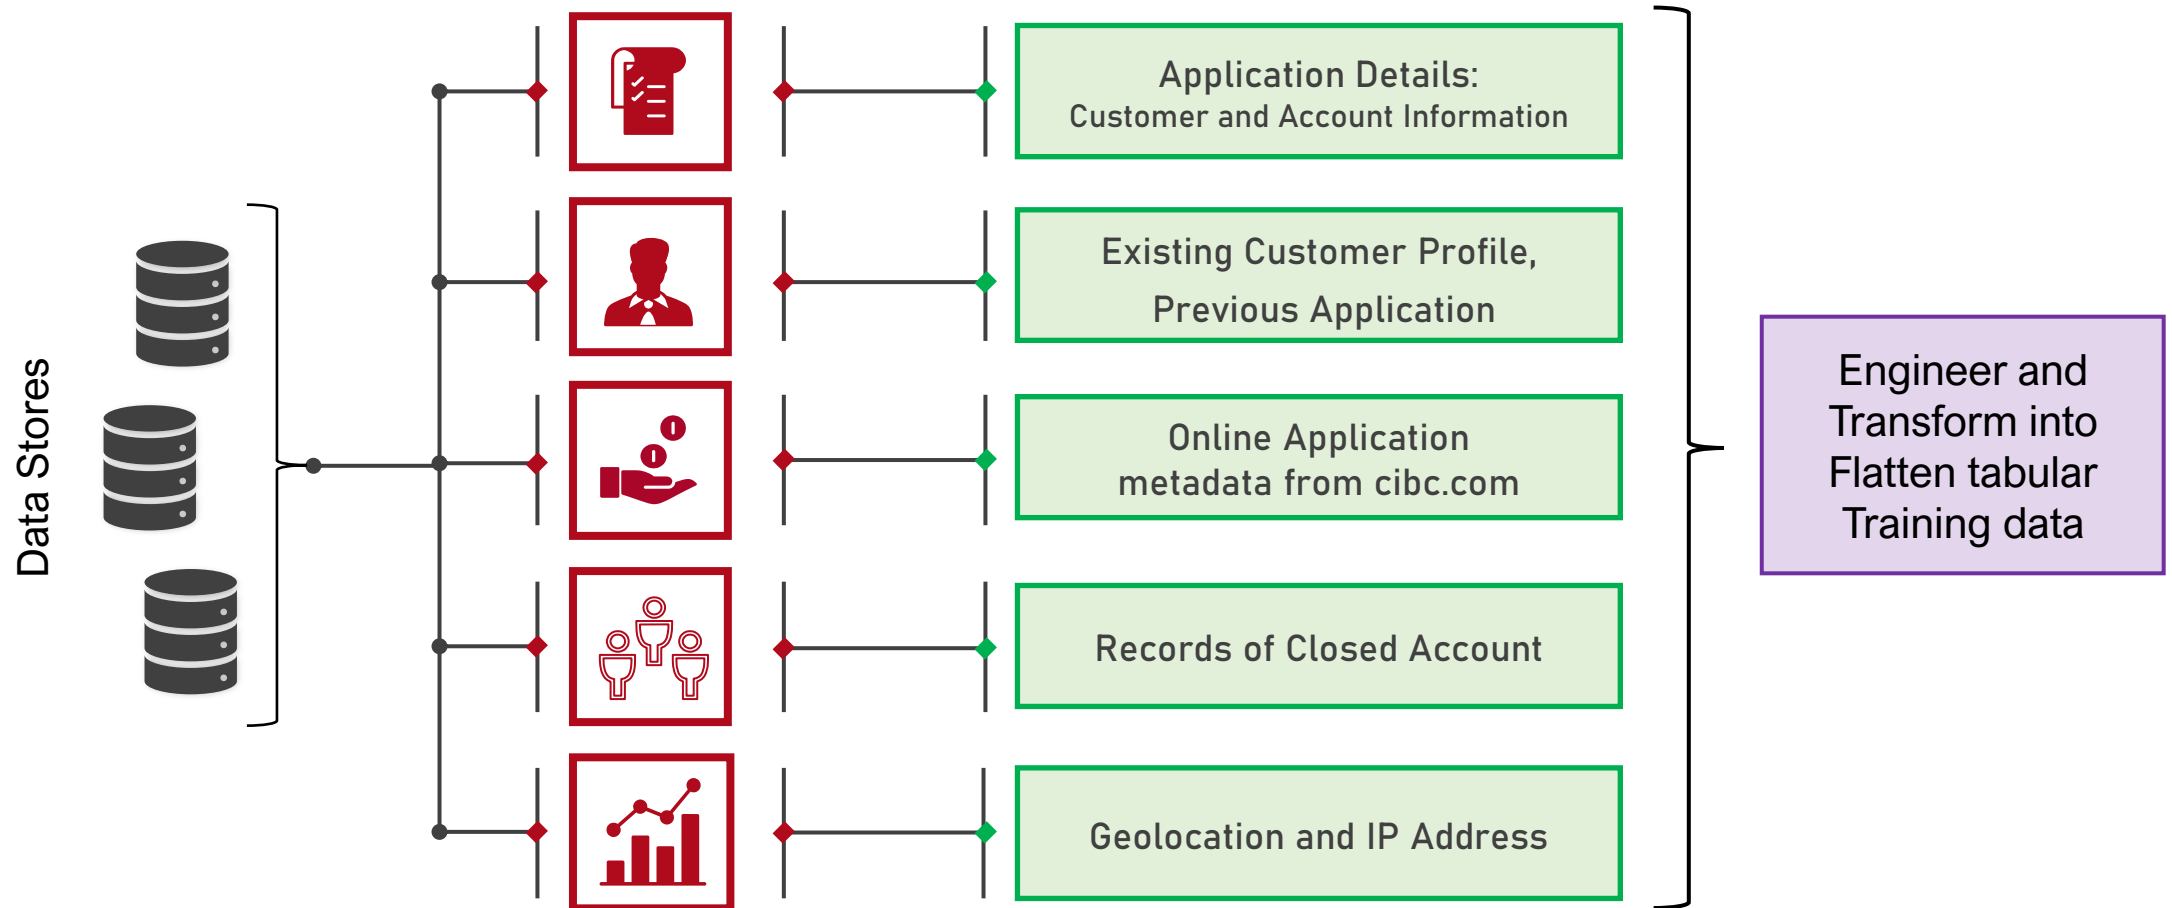 Data Stores
Application Details:
Customer and Account Information
Existing Customer Profile,
Previous Application
Online Application
metadata from cibc.com
Records of Closed Account
Geolocation and IP Address
Engineer and
Transform into
Flatten tabular
Training data